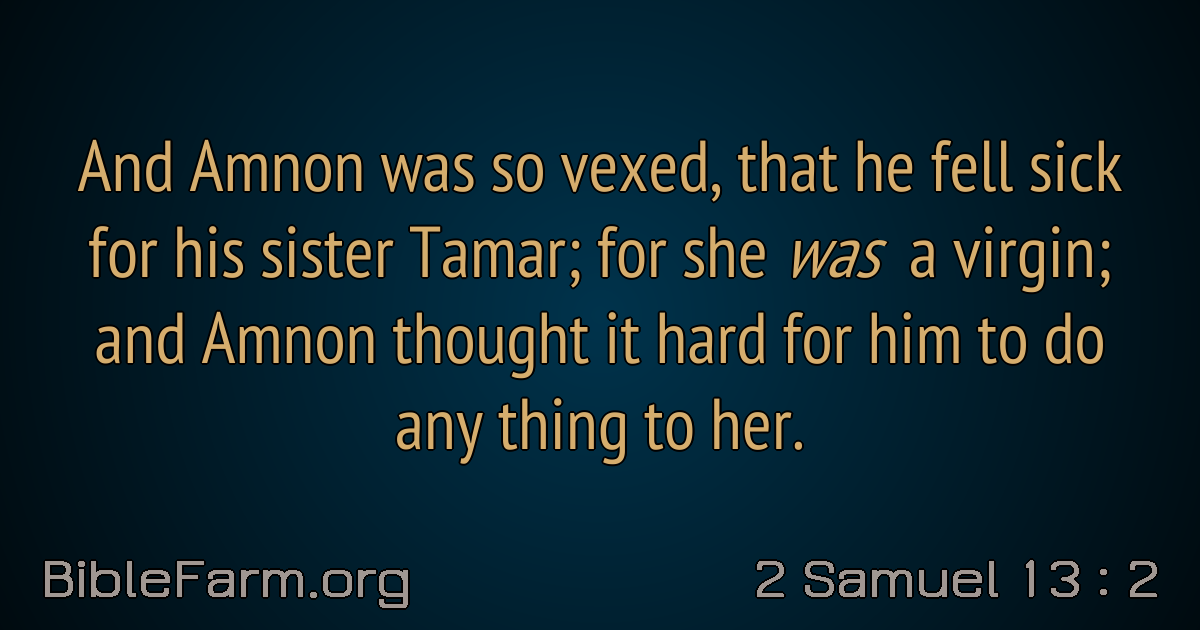 And Amnon was so vexed, that he fell sick
for his sister Tamar; for she was a virgin;
and Amnon thought it hard for him to do
any thing to her.
BibleFarm.org
2 Samuel 13 : 2